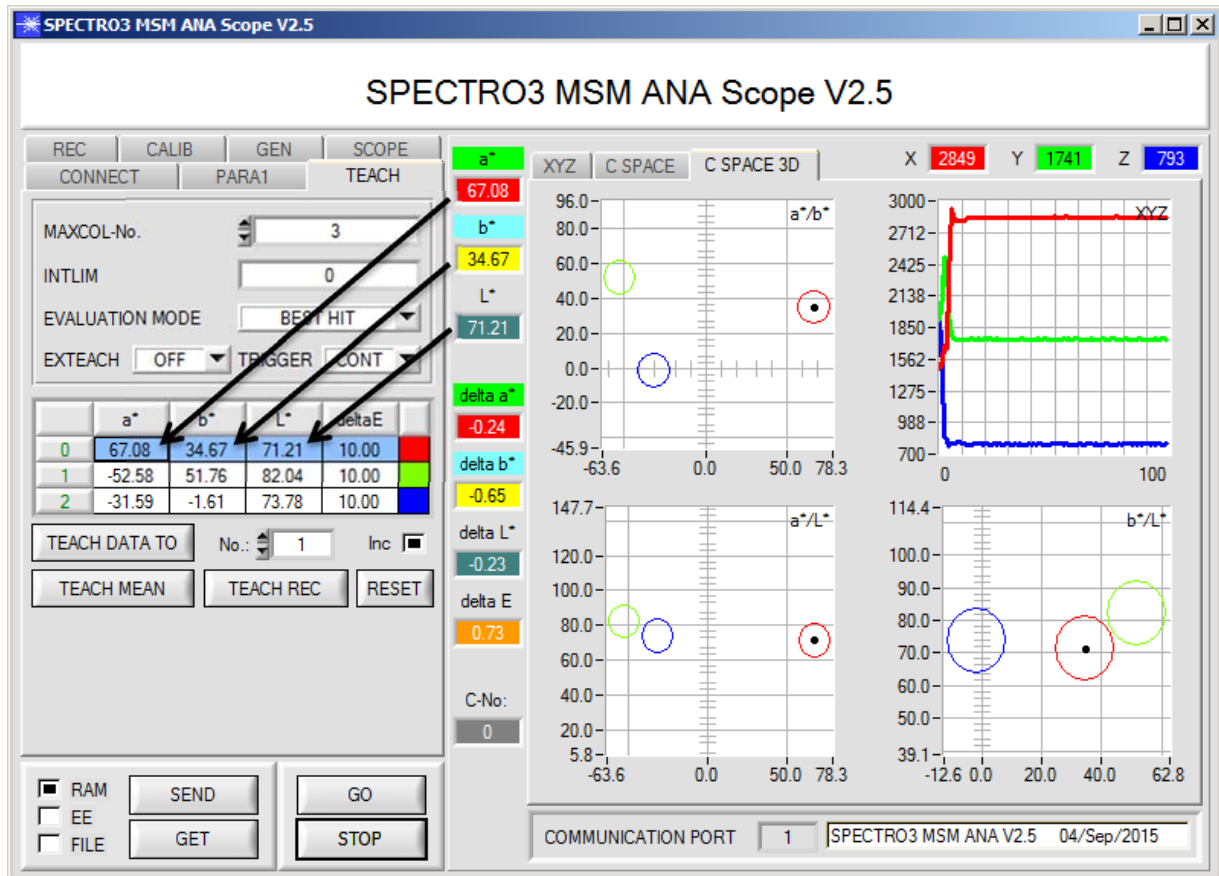 SPECTRO3 MSM ANA Scope V2.5
SPECTRO3 MSM ANA Scope V2.5
REC CALIB GEN SCOPE
CONNECT PARA1 TEACH
MAXCOL-No. 3
INTLIM 0
EVALUATION MODE BEST HIT
EXTEACH OFF TRIGGER CONT
a* b* L* deltaE
0 67.08 34.67 71.21 10.00
1 -52.58 51.76 82.04 10.00
2 -31.59 -1.61 73.78 10.00
TEACH DATA TO No.: 1 Inc
TEACH MEAN TEACH REC RESET
RAM
EE
FILE
SEND
GET
GO
STOP
a*
67.08
b*
34.67
L*
71.21
delta a*
-0.24
delta b*
-0.65
delta L*
-0.23
delta E
0.73
C-No:
0
XYZ C SPACE C SPACE 3D
X 2849 Y 1741 Z 793
a*/b*
96.0
80.0
60.0
40.0
20.0
0.0
-20.0
-45.9
-63.6 0.0 50.0 78.3
XYZ
3000
2712
2425
2138
1850
1562
1275
988
700
0 100
a*/L*
147.7
120.0
100.0
80.0
60.0
40.0
20.0
5.8
-63.6 0.0 50.0 78.3
b*/L*
114.4
100.0
90.0
80.0
70.0
60.0
50.0
39.1
-12.6 0.0 20.0 40.0 62.8
COMMUNICATION PORT 1 SPECTRO3 MSM ANA V2.5 04/Sep/2015